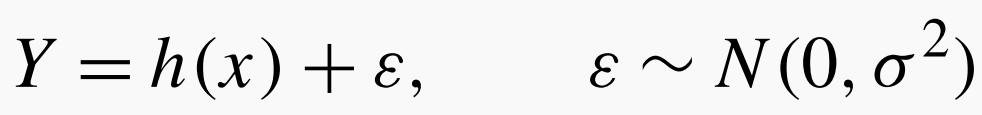 Y = h(x) + ε, ε ∼ N(0, σ²)